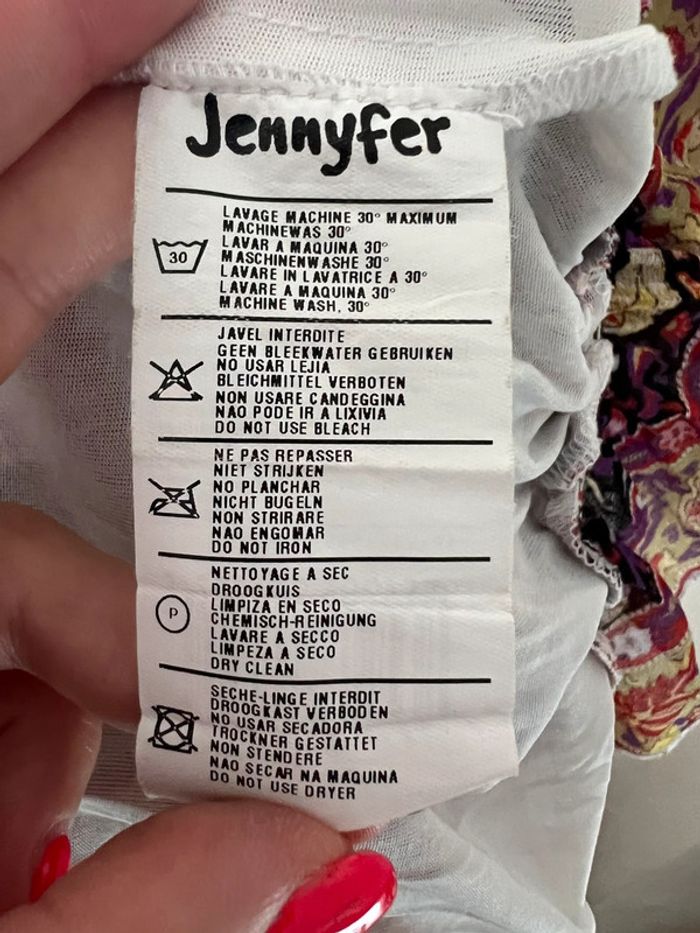 Jennyfer
LAVAGE MACHINE 30° MAXIMUM
MACHINEWAS 30°
LAVAR A MAQUINA 30°
MASCHINENWASHE 30°
LAVARE IN LAVATRICE A 30°
LAVARE A MAQUINA 30°
MACHINE WASH, 30°
30
JAVEL INTERDITE
GEEN BLEEKWATER GEBRUIKEN
NO USAR LEJIA
BLEICHMITTEL VERBOTEN
NON USARE CANDEGGINA
NAO PODE IR A LIXIVIA
DO NOT USE BLEACH
NE PAS REPASSER
NIET STRIJKEN
NO PLANCHAR
NICHT BUGELN
NON STRIRARE
NAO ENGOMAR
DO NOT IRON
NETTOYAGE A SEC
DROOGKUIS
LIMPIZA EN SECO
CHEMISCH-REINIGUNG
LAVARE A SECCO
LIMPEZA A SECO
DRY CLEAN
P
SECHE-LINGE INTERDIT
DROOGKAST VERBODEN
NO USAR SECADORA
TROCKNER GESTATTET
NON STENDERE
NAO SECAR NA MAQUINA
DO NOT USE DRYER